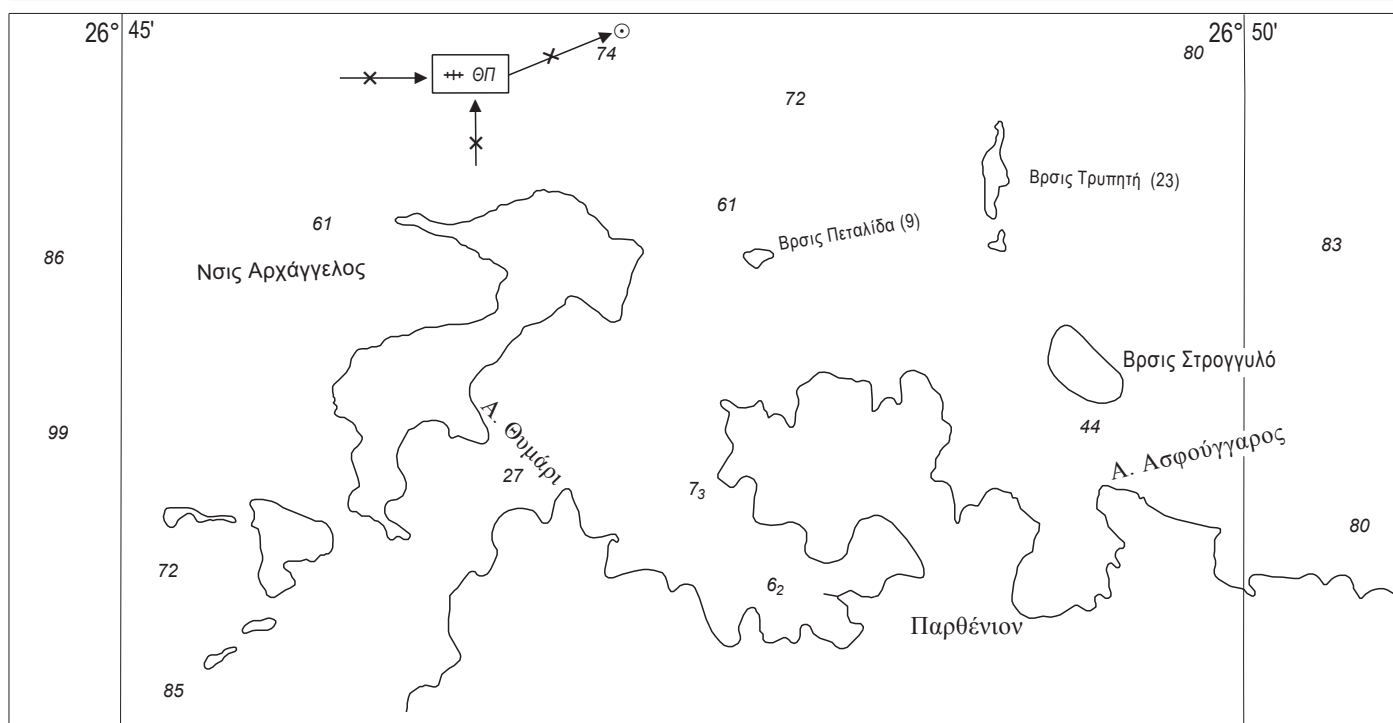 26° 45'
26° 50'
74
80
ΘΠ
72
Βρσις Τρυπητή (23)
61
61
Βρσις Πεταλίδα (9)
83
86
Νσις Αρχάγγελος
Βρσις Στρογγυλό
99
Α. Θυμάρι
44
Α. Ασφούγγαρος
27
7₃
80
72
6₂
Παρθένιον
85